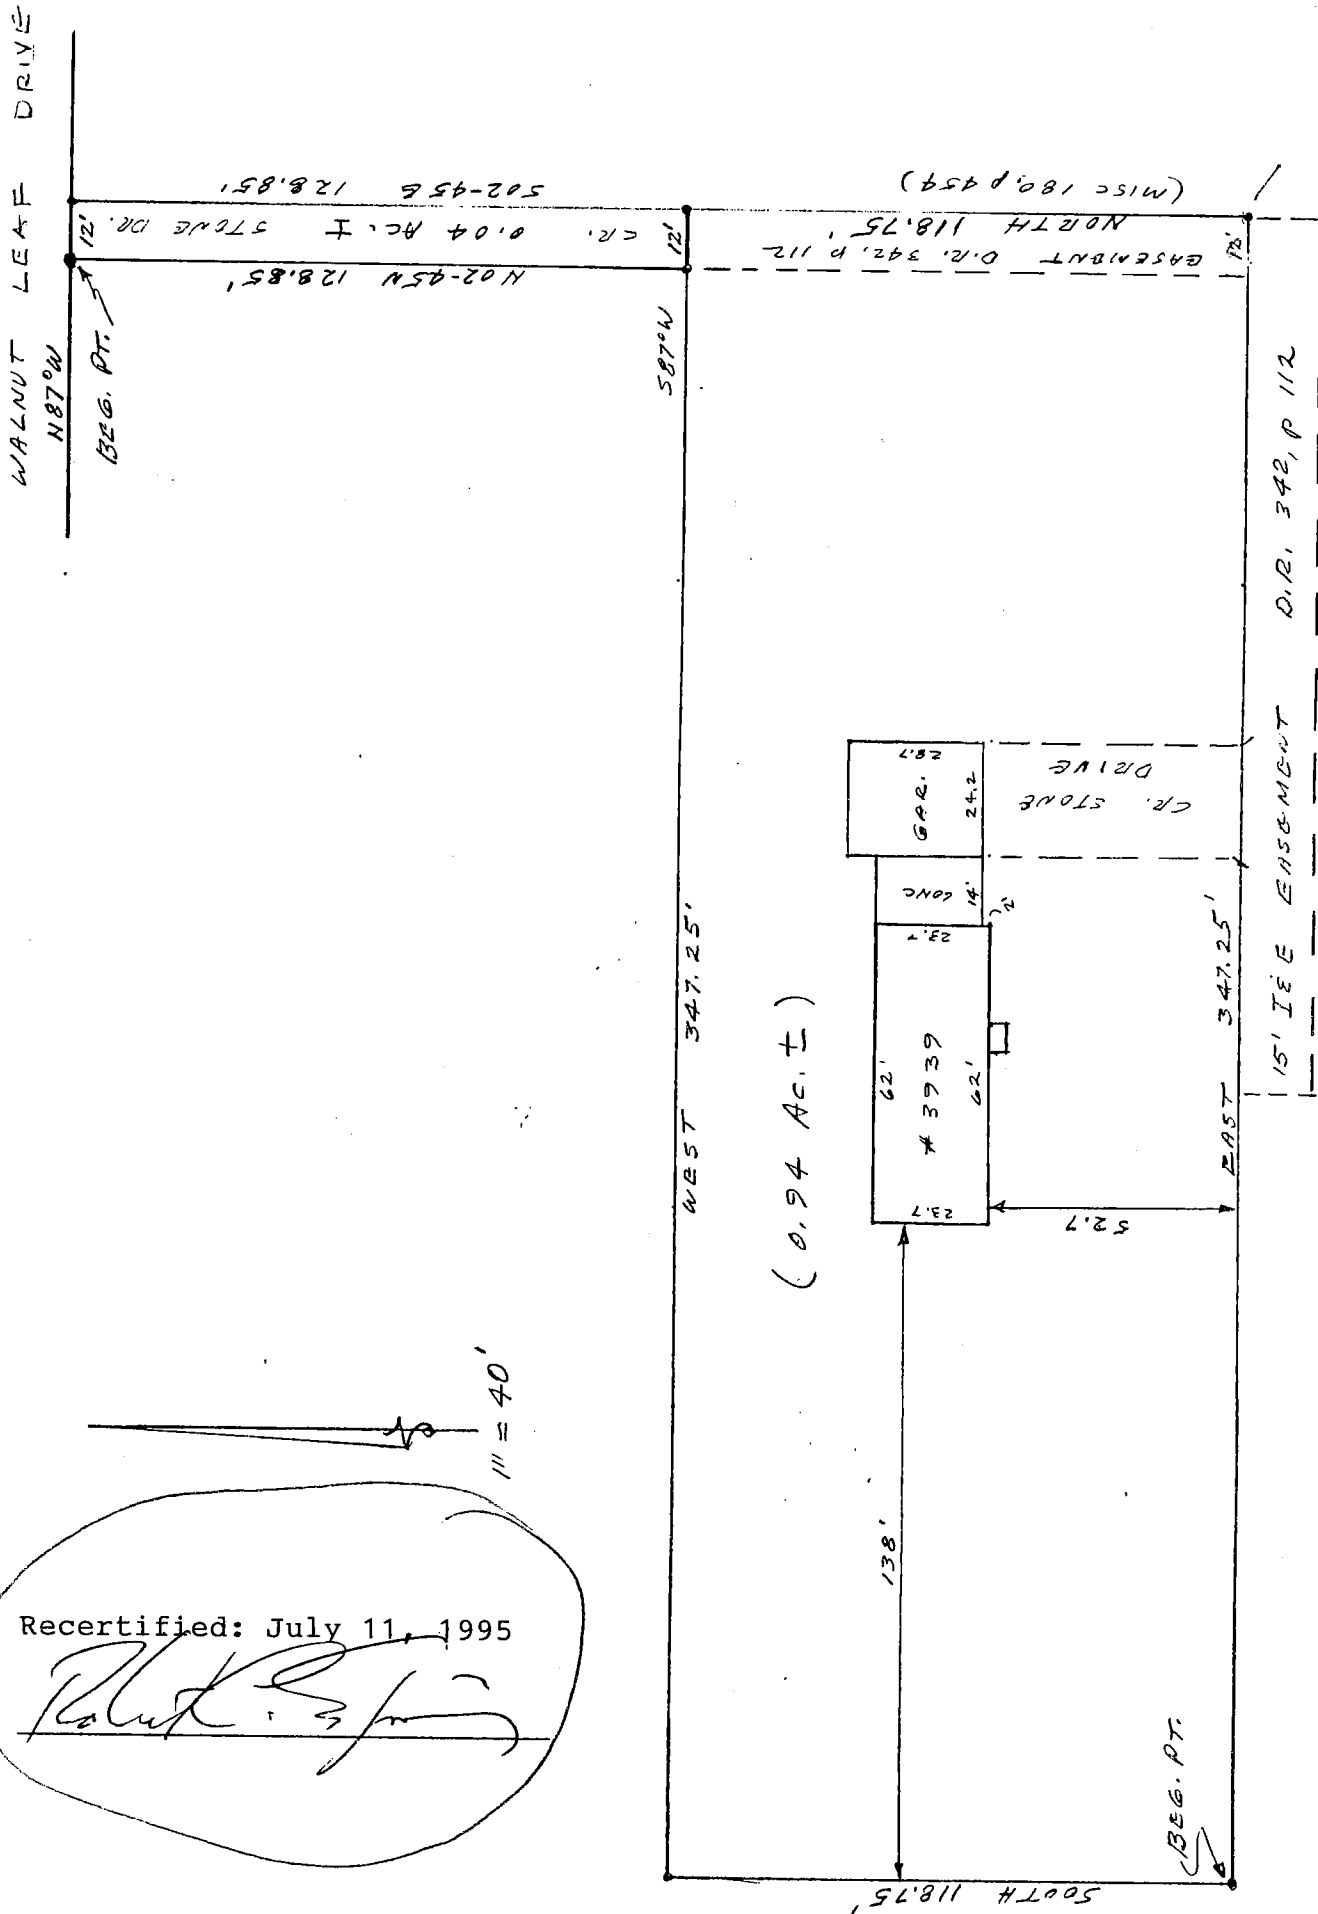 WALNUT LEAF DRIVE
N87°W
BEG. PT.
12'
S02-45E 128.85'
CR. STONE DR.
0.04 AC. ±
N02-45W 128.85'
12'
S87°W
(MISC 180, p 454)
NORTH 118.75'
EASEMENT D.R. 342, p 112
12'
WEST 347.25'
(0.94 AC. ±)
GAR.
28.7
24.2
CONC
14'
2'
23.7
62'
# 3939
62'
23.7
CR. STONE
DRIVE
52.7
138'
EAST 347.25'
15' I&E EASEMENT D.R. 342, P 112
BEG. PT.
SOUTH 118.75'
1" = 40'
Recertified: July 11, 1995